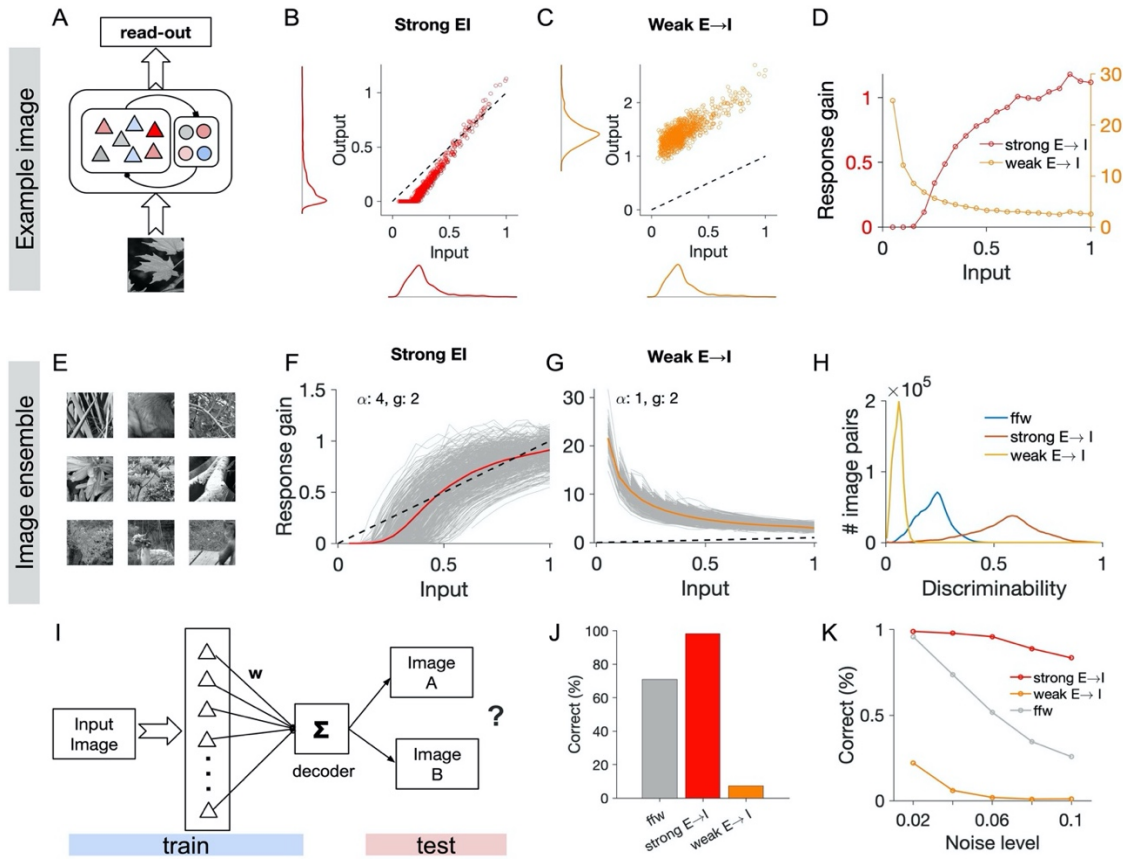 A
read-out
Example image
B
Strong EI
Output
1
0.5
0
0 0.5 1
Input
C
Weak E→I
Output
2
1
0
0 0.5 1
Input
D
Response gain
1
0.5
0
30
20
10
0
strong E→ I
weak E→ I
0 0.5 1
Input
Image ensemble
E
F
Strong EI
α: 4, g: 2
Response gain
1.5
1
0.5
0
0 0.5 1
Input
G
Weak E→I
α: 1, g: 2
30
20
10
0
0 0.5 1
Input
H
× 10⁵
# image pairs
2
1
0
ffw
strong E→ I
weak E→ I
0 0.5 1
Discriminability
I
Input
Image
w
Σ
decoder
Image
A
Image
B
?
train
test
J
Correct (%)
100
80
60
40
20
0
ffw
strong E→I
weak E→ I
K
Correct (%)
1
0.5
0
strong E→I
weak E→ I
ffw
0.02 0.06 0.1
Noise level